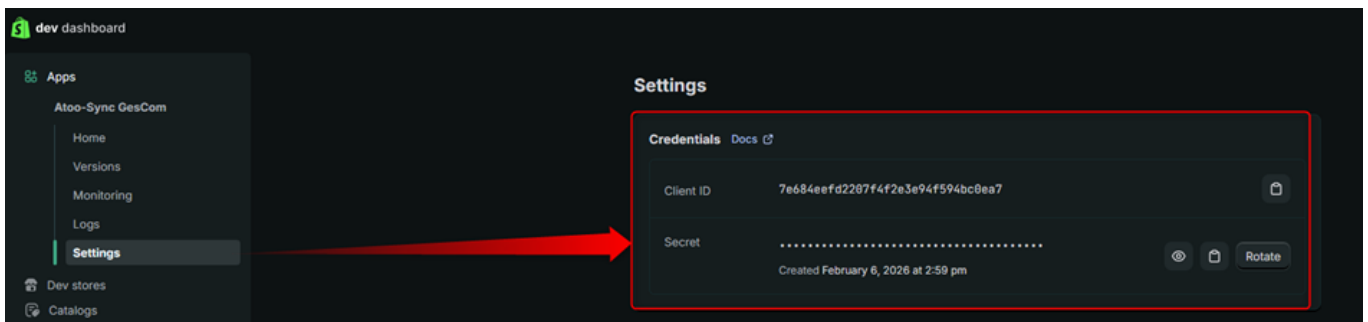 dev dashboard
Apps
Atoo-Sync GesCom
Home
Versions
Monitoring
Logs
Settings
Dev stores
Catalogs
Settings
Credentials Docs
Client ID 7e684eefd2207f4f2e3e94f594bc0ea7
Secret ••••••••••••••••••••••••••••••••••••••
Created February 6, 2026 at 2:59 pm
Rotate